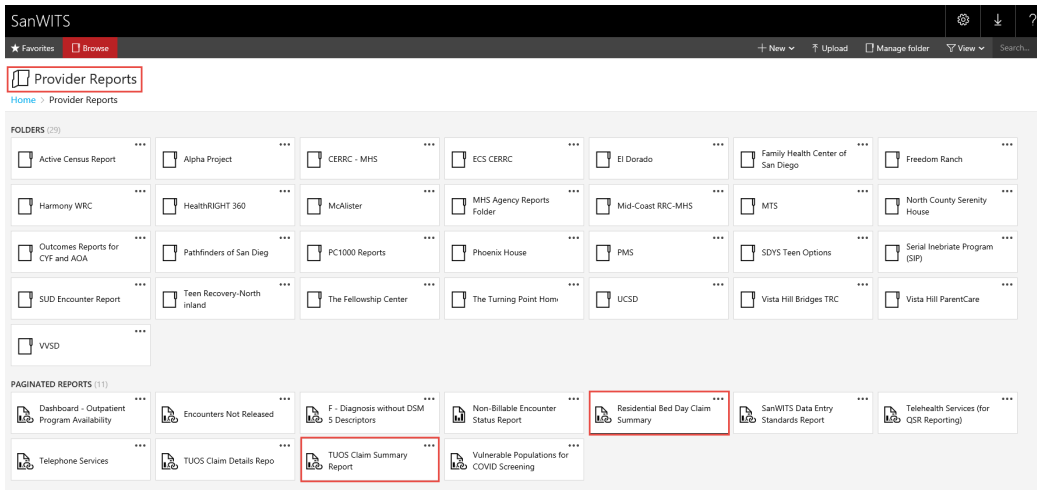 SanWITS
?
Favorites
Browse
New
Upload
Manage folder
View
Search...
Provider Reports
Home > Provider Reports
FOLDERS (29)
Active Census Report
Alpha Project
CERRC - MHS
ECS CERRC
El Dorado
Family Health Center of
San Diego
Freedom Ranch
Harmony WRC
HealthRIGHT 360
McAlister
MHS Agency Reports
Folder
Mid-Coast RRC-MHS
MTS
North County Serenity
House
Outcomes Reports for
CYF and AOA
Pathfinders of San Dieg
PC1000 Reports
Phoenix House
PMS
SDYS Teen Options
Serial Inebriate Program
(SIP)
SUD Encounter Report
Teen Recovery-North
inland
The Fellowship Center
The Turning Point Home
UCSD
Vista Hill Bridges TRC
Vista Hill ParentCare
VVSD
PAGINATED REPORTS (11)
Dashboard - Outpatient
Program Availability
Encounters Not Released
F - Diagnosis without DSM
5 Descriptors
Non-Billable Encounter
Status Report
Residential Bed Day Claim
Summary
SanWITS Data Entry
Standards Report
Telehealth Services (for
QSR Reporting)
Telephone Services
TUOS Claim Details Repo
TUOS Claim Summary
Report
Vulnerable Populations for
COVID Screening